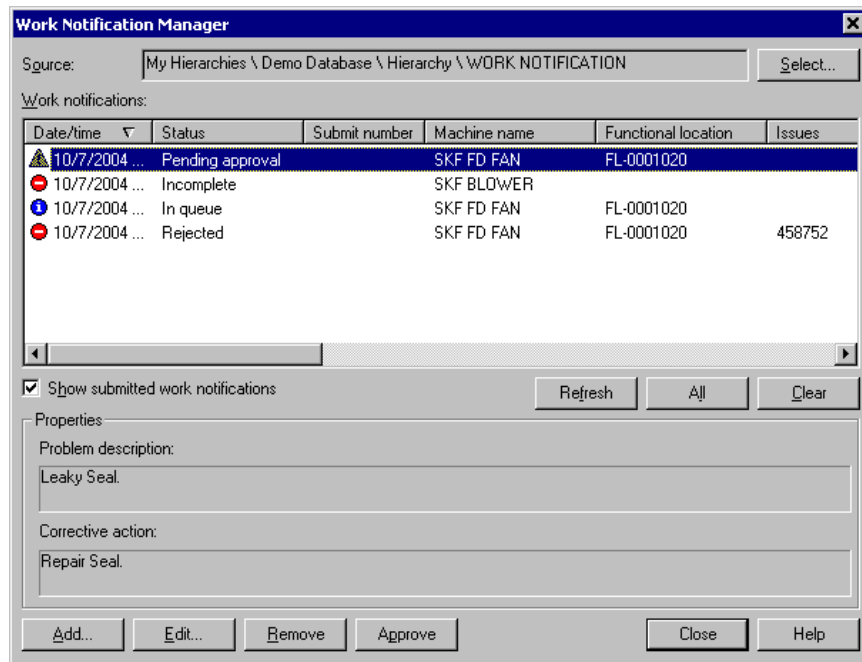 Work Notification Manager
Source: My Hierarchies \ Demo Database \ Hierarchy \ WORK NOTIFICATION Select...
Work notifications:
Date/time Status Submit number Machine name Functional location Issues
10/7/2004 ... Pending approval SKF FD FAN FL-0001020
10/7/2004 ... Incomplete SKF BLOWER
10/7/2004 ... In queue SKF FD FAN FL-0001020
10/7/2004 ... Rejected SKF FD FAN FL-0001020 458752
Show submitted work notifications Refresh All Clear
Properties
Problem description:
Leaky Seal.
Corrective action:
Repair Seal.
Add... Edit... Remove Approve Close Help